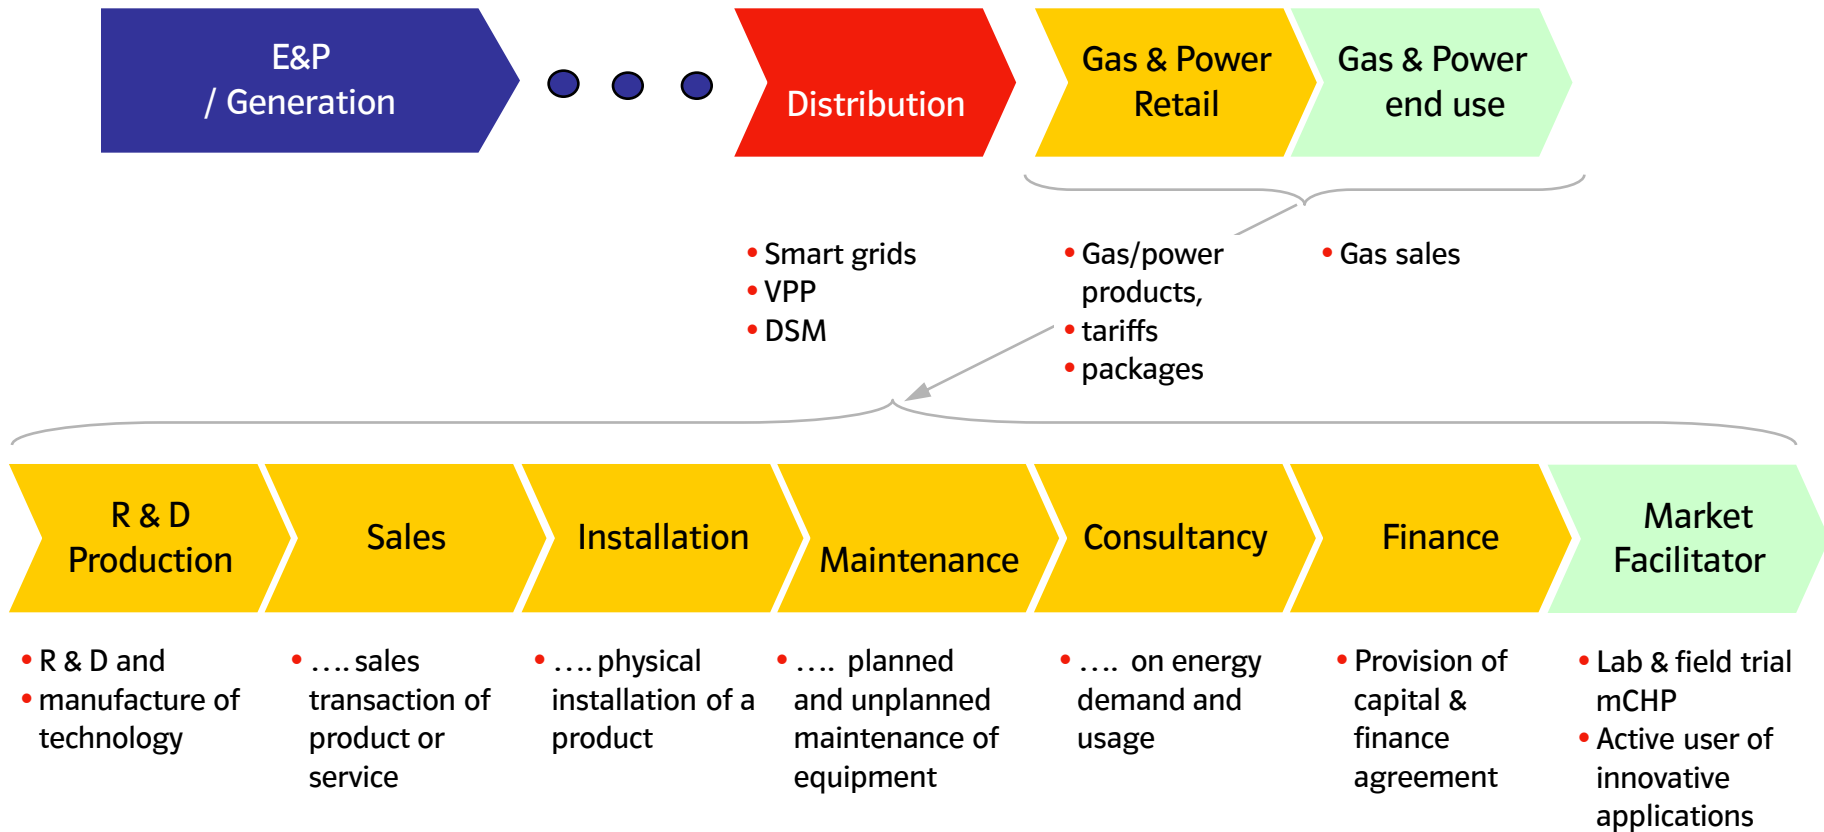 E&P
/ Generation
Distribution
Gas & Power
Retail
Gas & Power
end use
• Smart grids
• VPP
• DSM
• Gas/power
products,
• tariffs
• packages
• Gas sales
R & D
Production
Sales
Installation
Maintenance
Consultancy
Finance
Market
Facilitator
• R & D and
• manufacture of
technology
• …. sales
transaction of
product or
service
• …. physical
installation of a
product
• …. planned
and unplanned
maintenance of
equipment
• …. on energy
demand and
usage
• Provision of
capital &
finance
agreement
• Lab & field trial
mCHP
• Active user of
innovative
applications